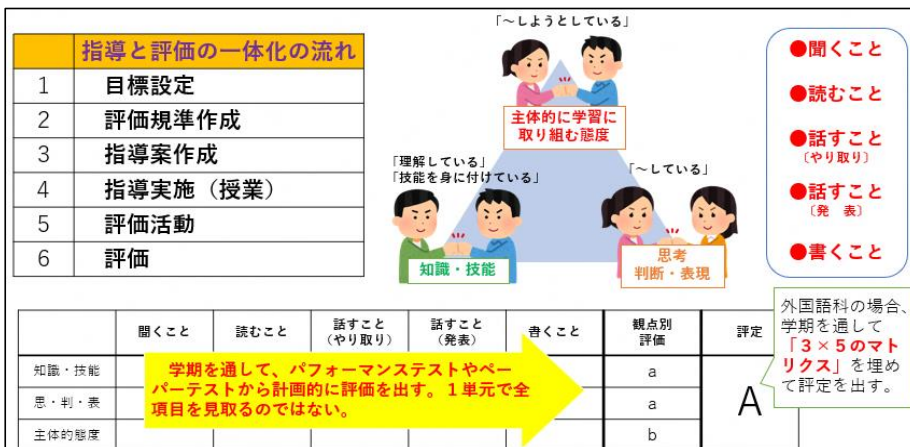 指導と評価の一体化の流れ
1 目標設定
2 評価規準作成
3 指導案作成
4 指導実施（授業）
5 評価活動
6 評価
「～しようとしている」
主体的に学習に
取り組む態度
「理解している」
「技能を身に付けている」
知識・技能
「～している」
思考
判断・表現
●聞くこと
●読むこと
●話すこと
〔やり取り〕
●話すこと
〔発　表〕
●書くこと
聞くこと 読むこと 話すこと（やり取り） 話すこと（発表） 書くこと 観点別評価 評定
知識・技能 a
思・判・表 a
主体的態度 b
A
学期を通して、パフォーマンステストやペー
パーテストから計画的に評価を出す。１単元で全
項目を見取るのではない。
外国語科の場合、
学期を通して
「３×５のマト
リクス」を埋め
て評定を出す。